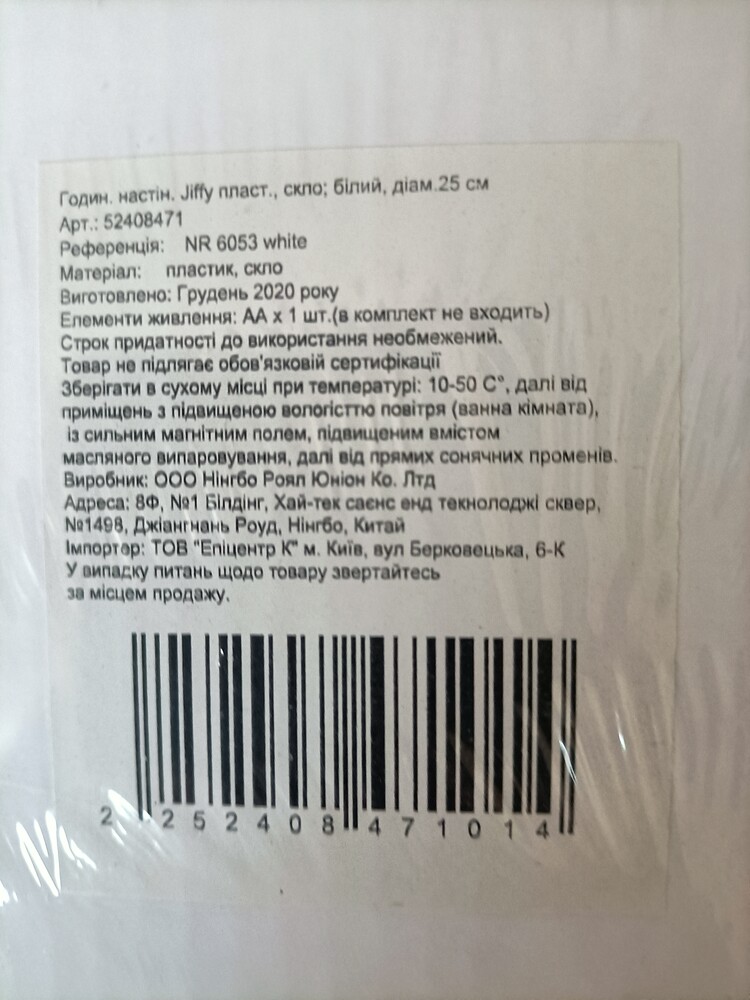 Годин. настін. Jiffy пласт., скло; білий, діам.25 см
Арт.: 52408471
Референція: NR 6053 white
Матеріал: пластик, скло
Виготовлено: Грудень 2020 року
Елементи живлення: АА х 1 шт.(в комплект не входить)
Строк придатності до використання необмежений.
Товар не підлягає обов'язковій сертифікації
Зберігати в сухому місці при температурі: 10-50 С°, далі від
приміщень з підвищеною вологістю повітря (ванна кімната),
із сильним магнітним полем, підвищеним вмістом
масляного випаровування, далі від прямих сонячних променів.
Виробник: ООО Нінгбо Роял Юніон Ко. Лтд
Адреса: 8Ф, №1 Білдінг, Хай-тек саєнс енд текнолоджі сквер,
№1498, Джіангнань Роуд, Нінгбо, Китай
Імпортер: ТОВ "Епіцентр К" м. Київ, вул Берковецька, 6-К
У випадку питань щодо товару звертайтесь
за місцем продажу.
2 252408 471014